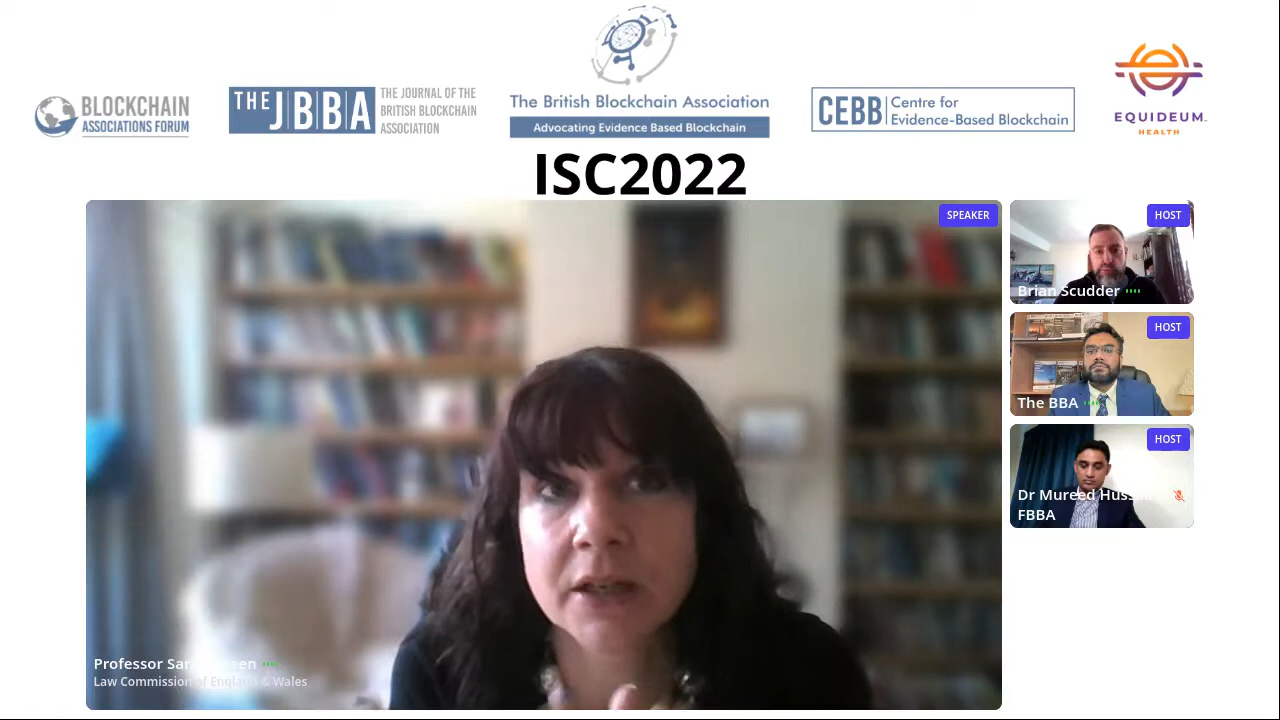 BLOCKCHAIN
ASSOCIATIONS FORUM
THE JBBA
THE JOURNAL OF THE
BRITISH BLOCKCHAIN
ASSOCIATION
The British Blockchain Association
Advocating Evidence Based Blockchain
CEBB
Centre for
Evidence-Based Blockchain
EQUIDEUM
HEALTH
ISC2022
SPEAKER
Professor
Law Commission of England & Wales
HOST
Brian Scudder
HOST
The BBA
HOST
Dr Mureed
FBBA